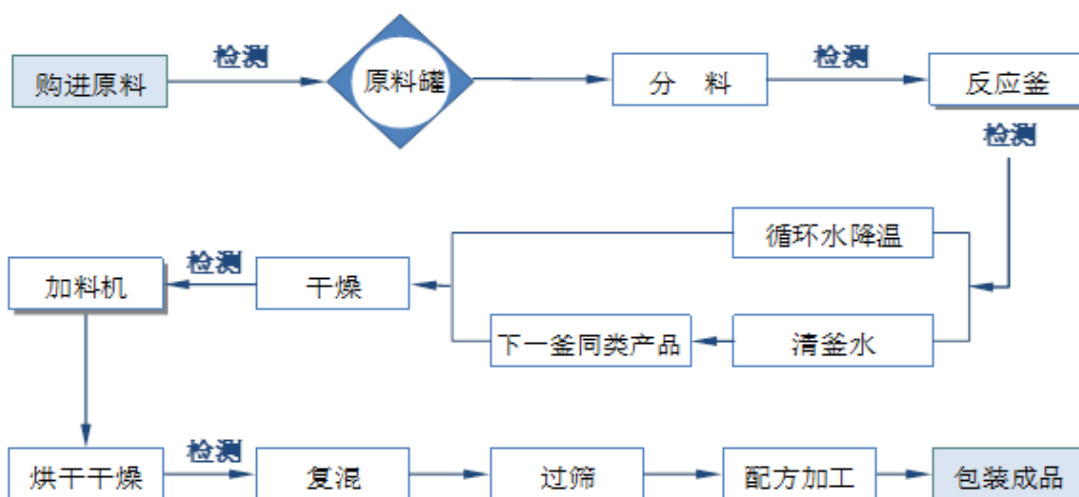 购进原料
检测
原料罐
分 料
检测
反应釜
检测
循环水降温
加料机
检测
干燥
下一釜同类产品
清釜水
烘干干燥
检测
复混
过筛
配方加工
包装成品